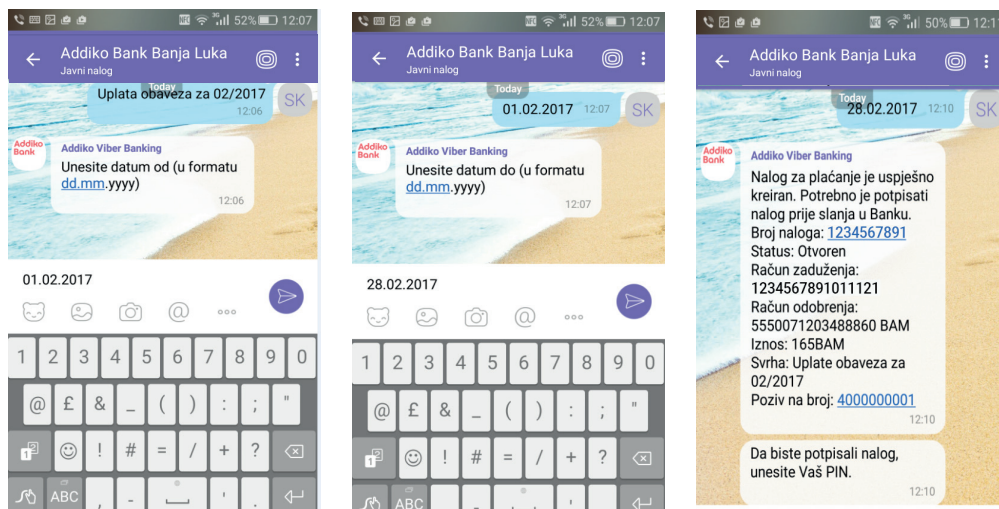 NFC 3G 52% 12:07
Addiko Bank Banja Luka
Javni nalog
Today
Uplata obaveza za 02/2017
12:06
SK
Addiko
Bank
Addiko Viber Banking
Unesite datum od (u formatu
dd.mm.yyyy)
12:06
01.02.2017
@
1 2 3 4 5 6 7 8 9 0
@ £ & _ ( ) : ; "
! # = / + ?
ABC , - ' .
NFC 3G 52% 12:07
Addiko Bank Banja Luka
Javni nalog
Today
01.02.2017 12:07
SK
Addiko
Bank
Addiko Viber Banking
Unesite datum do (u formatu
dd.mm.yyyy)
12:07
28.02.2017
@
1 2 3 4 5 6 7 8 9 0
@ £ & _ ( ) : ; "
! # = / + ?
ABC , - ' .
NFC 3G 50% 12:11
Addiko Bank Banja Luka
Javni nalog
Today
28.02.2017 12:10
SK
Addiko
Bank
Addiko Viber Banking
Nalog za plaćanje je uspješno
kreiran. Potrebno je potpisati
nalog prije slanja u Banku.
Broj naloga: 1234567891
Status: Otvoren
Račun zaduženja:
1234567891011121
Račun odobrenja:
5550071203488860 BAM
Iznos: 165BAM
Svrha: Uplate obaveza za
02/2017
Poziv na broj: 4000000001
12:10
Da biste potpisali nalog,
unesite Vaš PIN.
12:10